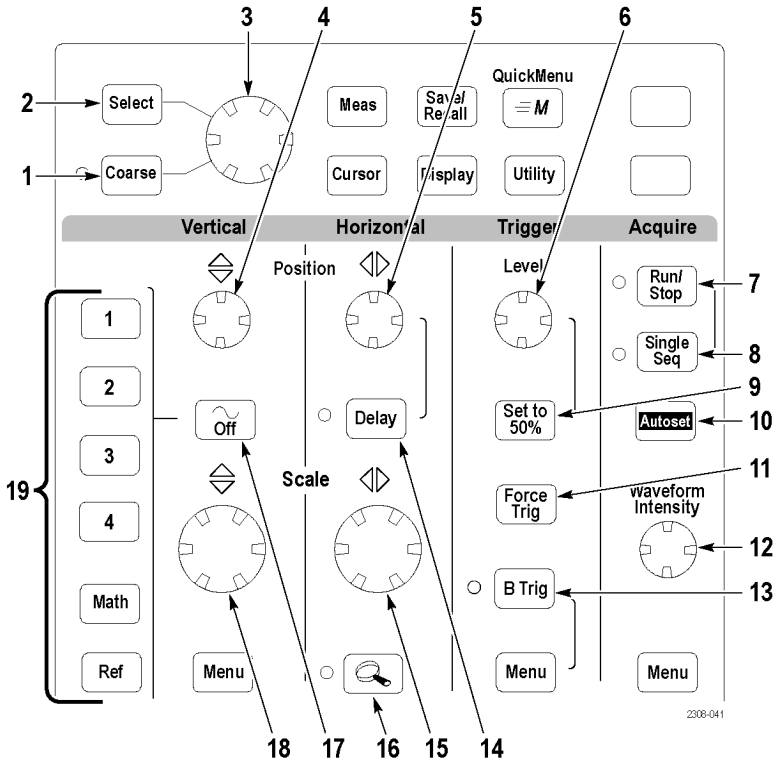 3 4 5 6
QuickMenu
2 Select Meas Save/
Recall M
1 Coarse Cursor Display Utility
Vertical Horizontal Trigger Acquire
Position Level
Run/
Stop 7
1
Single
Seq 8
2 9
Off Delay Set to
50% Autoset 10
3 11
Scale
19
Force
Trig Waveform
Intensity
4 12
B Trig 13
Math
Ref Menu Menu Menu
2308-041
18 17 16 15 14